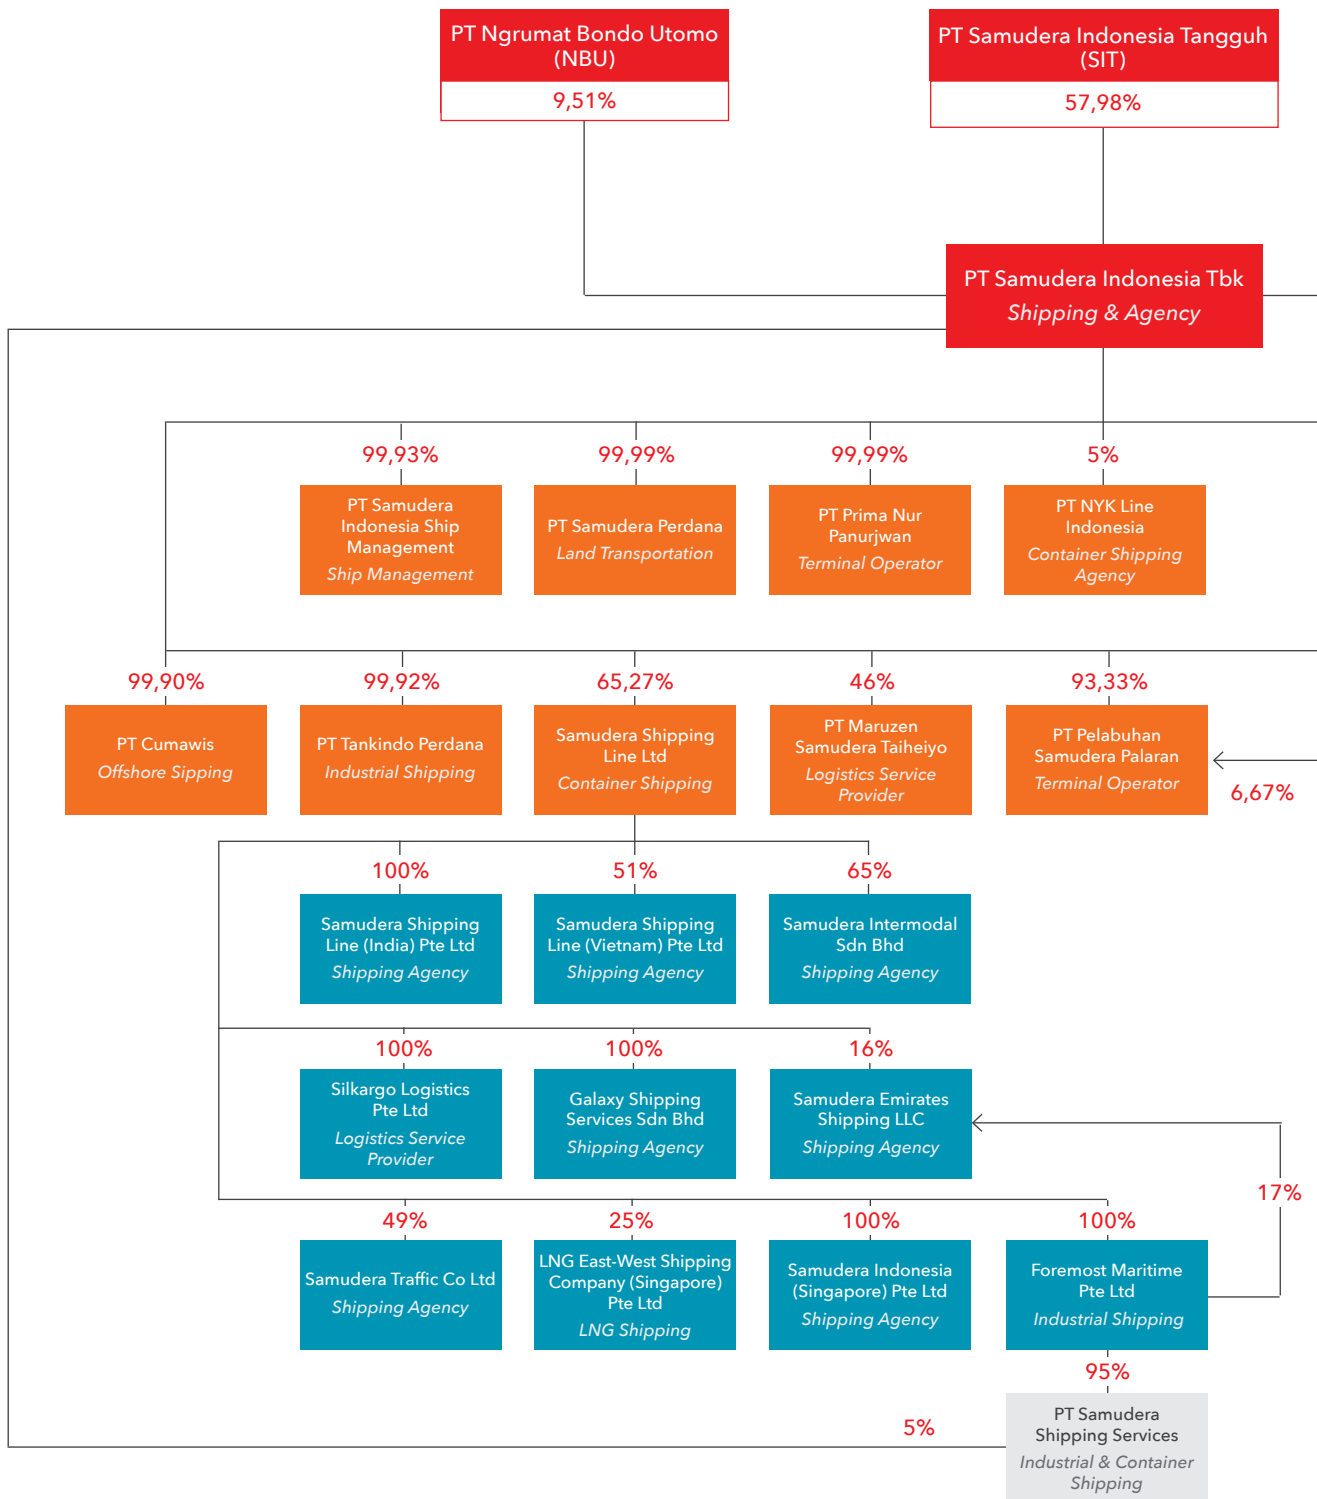 PT Ngrumat Bondo Utomo
(NBU)
9,51%
PT Samudera Indonesia Tangguh
(SIT)
57,98%
PT Samudera Indonesia Tbk
Shipping & Agency
99,93%
PT Samudera
Indonesia Ship
Management
Ship Management
99,99%
PT Samudera Perdana
Land Transportation
99,99%
PT Prima Nur
Panurjwan
Terminal Operator
5%
PT NYK Line
Indonesia
Container Shipping
Agency
99,90%
PT Cumawis
Offshore Sipping
99,92%
PT Tankindo Perdana
Industrial Shipping
65,27%
Samudera Shipping
Line Ltd
Container Shipping
46%
PT Maruzen
Samudera Taiheiyo
Logistics Service
Provider
93,33%
PT Pelabuhan
Samudera Palaran
Terminal Operator
6,67%
100%
Samudera Shipping
Line (India) Pte Ltd
Shipping Agency
51%
Samudera Shipping
Line (Vietnam) Pte Ltd
Shipping Agency
65%
Samudera Intermodal
Sdn Bhd
Shipping Agency
100%
Silkargo Logistics
Pte Ltd
Logistics Service
Provider
100%
Galaxy Shipping
Services Sdn Bhd
Shipping Agency
16%
Samudera Emirates
Shipping LLC
Shipping Agency
17%
49%
Samudera Traffic Co Ltd
Shipping Agency
25%
LNG East-West Shipping
Company (Singapore)
Pte Ltd
LNG Shipping
100%
Samudera Indonesia
(Singapore) Pte Ltd
Shipping Agency
100%
Foremost Maritime
Pte Ltd
Industrial Shipping
95%
5%
PT Samudera
Shipping Services
Industrial & Container
Shipping